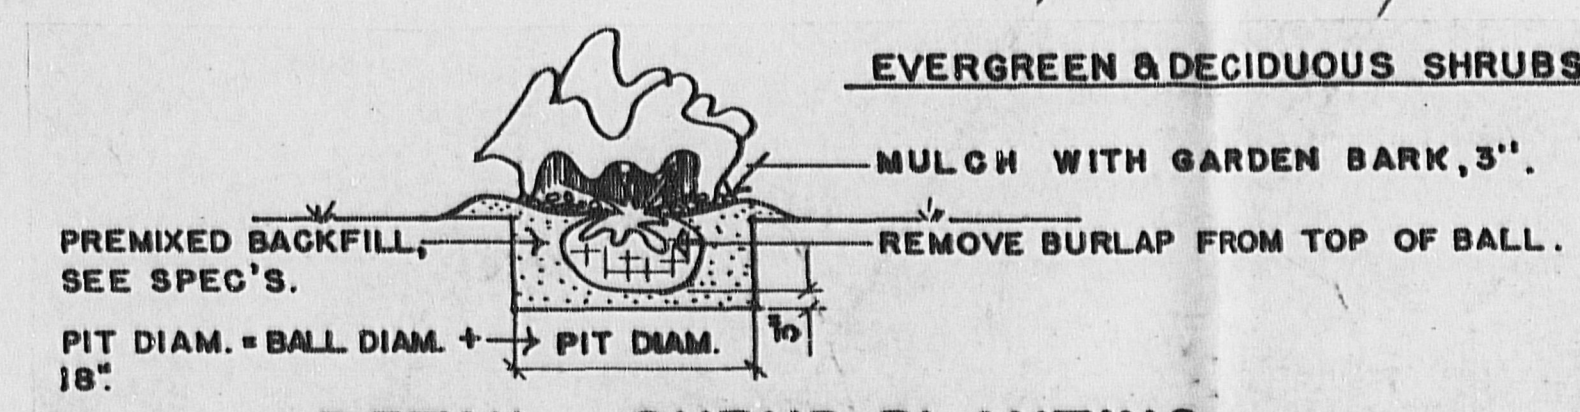 EVERGREEN & DECIDUOUS SHRUBS
MULCH WITH GARDEN BARK, 3".
PREMIXED BACKFILL,
SEE SPEC'S.
REMOVE BURLAP FROM TOP OF BALL.
PIT DIAM. = BALL DIAM. +
18".
PIT DIAM.